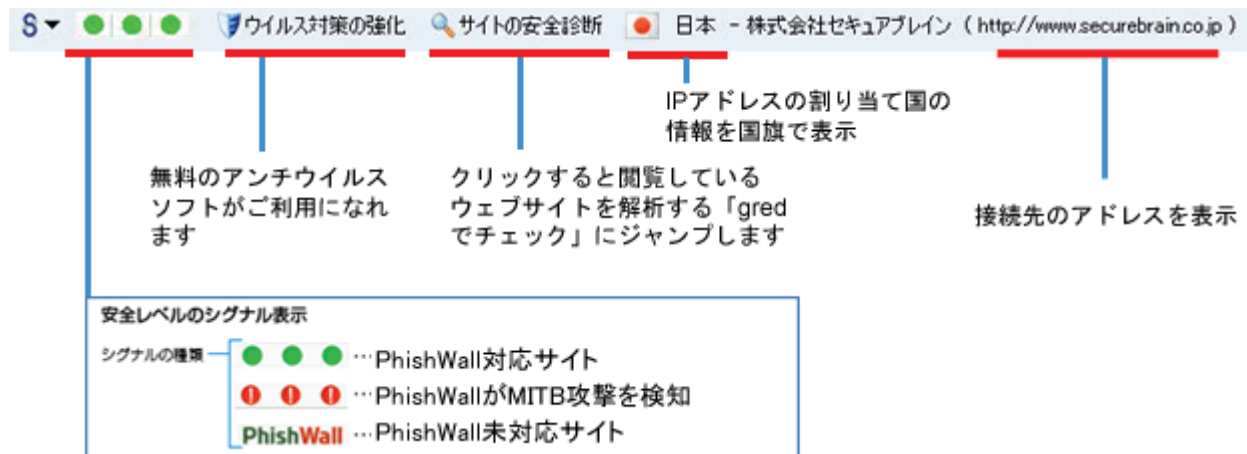 S▼ ウイルス対策の強化 サイトの安全診断 日本 - 株式会社セキュアブレイン ( http://www.securebrain.co.jp )
IPアドレスの割り当て国の
情報を国旗で表示
無料のアンチウイルス
ソフトがご利用になれ
ます
クリックすると閲覧している
ウェブサイトを解析する「gred
でチェック」にジャンプします
接続先のアドレスを表示
安全レベルのシグナル表示
シグナルの種類
…PhishWall対応サイト
…PhishWallがMITB攻撃を検知
PhishWall …PhishWall未対応サイト